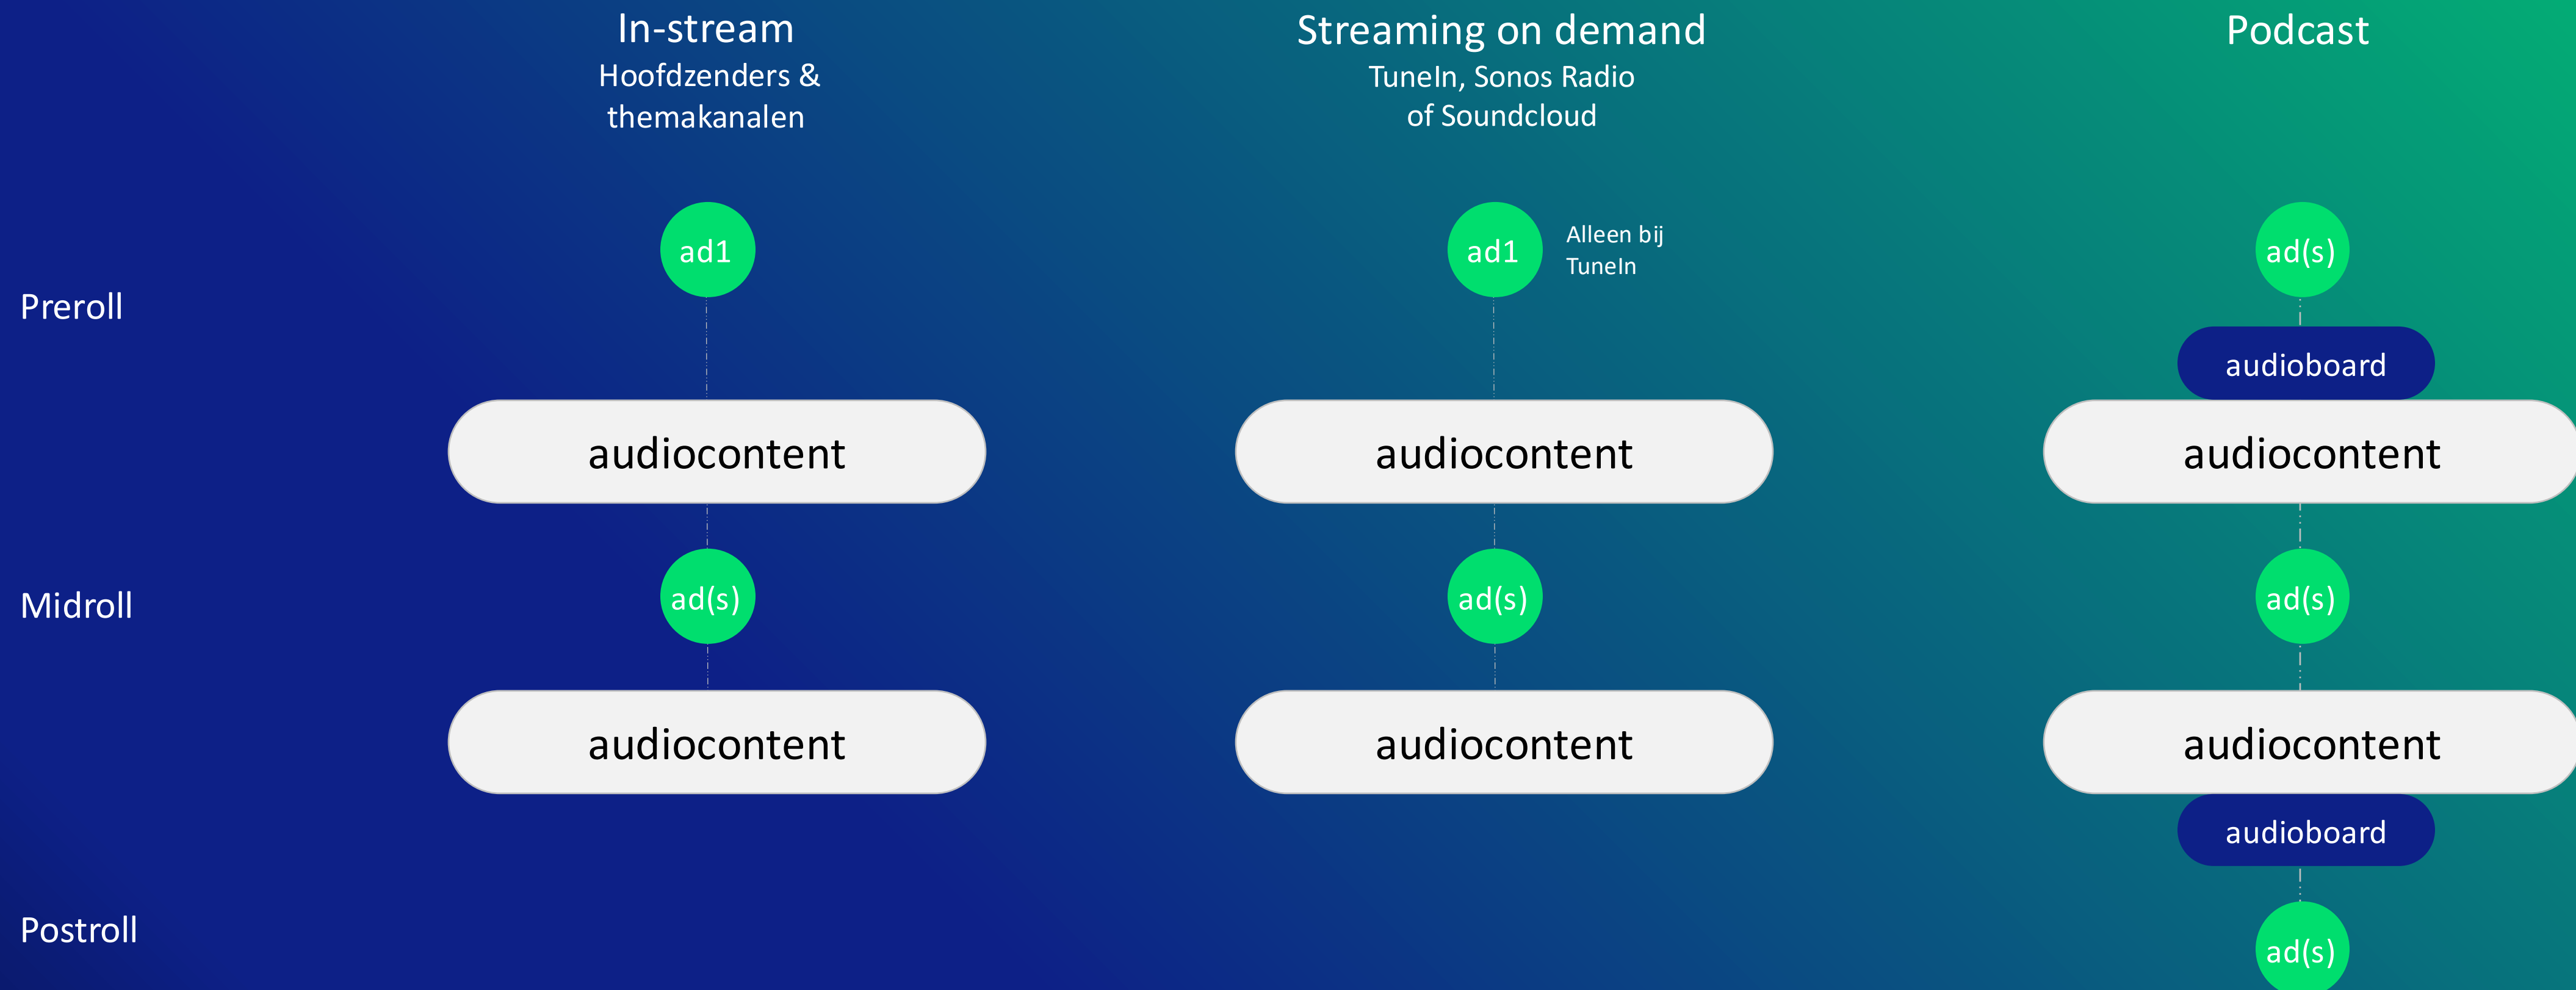 In-stream
Hoofdzenders &
themakanalen
Streaming on demand
TuneIn, Sonos Radio
of Soundcloud
Podcast
Preroll
ad1
ad1
Alleen bij
TuneIn
ad(s)
audioboard
audiocontent
audiocontent
audiocontent
Midroll
ad(s)
ad(s)
ad(s)
audiocontent
audiocontent
audiocontent
audioboard
Postroll
ad(s)